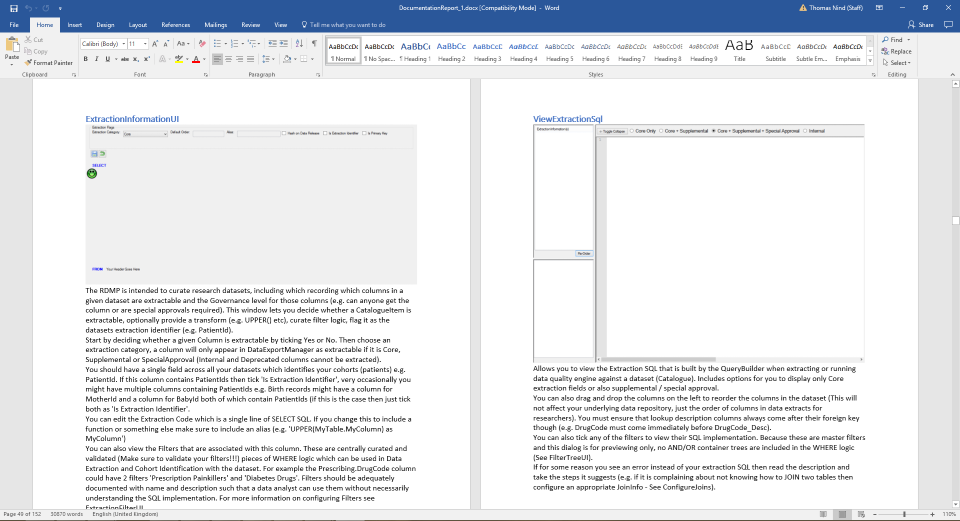 DocumentationReport_1.docx [Compatibility Mode] - Word
Thomas Nind (Staff)
File Home Insert Design Layout References Mailings Review View Tell me what you want to do Share
Paste Cut Copy Format Painter Clipboard
Calibri (Body) 11 Font
Paragraph
AaBbCcDc ¶ Normal
AaBbCcDc ¶ No Spac...
AaBbCc Heading 1
AaBbCc Heading 2
AaBbCcD Heading 3
AaBbCcD Heading 4
AaBbCcDc Heading 5
AaBbCcDc Heading 6
AaBbCcDc Heading 7
AaBbCcDdE Heading 8
AaBbCcDdE Heading 9
AaB Title
AaBbCcC Subtitle
AaBbCcDc Subtle Em...
AaBbCcDc Emphasis
Styles
Find Replace Select Editing
ExtractionInformationUI
Extraction Flags
Extraction Category Core Default Order Alias Hash on Data Release Is Extraction Identifier Is Primary Key
SELECT
FROM Your Header Goes Here
The RDMP is intended to curate research datasets, including which recording which columns in a
given dataset are extractable and the Governance level for those columns (e.g. can anyone get the
column or are special approvals required). This window lets you decide whether a CatalogueItem is
extractable, optionally provide a transform (e.g. UPPER() etc), curate filter logic, flag it as the
datasets extraction identifier (e.g. PatientId).
Start by deciding whether a given Column is extractable by ticking Yes or No. Then choose an
extraction category, a column will only appear in DataExportManager as extractable if it is Core,
Supplemental or SpecialApproval (Internal and Deprecated columns cannot be extracted).
You should have a single field across all your datasets which identifies your cohorts (patients) e.g.
PatientId. If this column contains PatientIds then tick 'Is Extraction Identifier', very occasionally you
might have multiple columns containing PatientIds e.g. Birth records might have a column for
MotherId and a column for BabyId both of which contain PatientIds (if this is the case then just tick
both as 'Is Extraction Identifier'.
You can edit the Extraction Code which is a single line of SELECT SQL. If you change this to include a
function or something else make sure to include an alias (e.g. 'UPPER(MyTable.MyColumn) as
MyColumn')
You can also view the Filters that are associated with this column. These are centrally curated and
validated (Make sure to validate your filters!!!) pieces of WHERE logic which can be used in Data
Extraction and Cohort Identification with the dataset. For example the Prescribing.DrugCode column
could have 2 filters 'Prescription Painkillers' and 'Diabetes Drugs'. Filters should be adequately
documented with name and description such that a data analyst can use them without necessarily
understanding the SQL implementation. For more information on configuring Filters see
ExtractionFilterUI
ViewExtractionSql
ExtractionInformation(s)
Toggle Collapse Core Only Core + Supplemental Core + Supplemental + Special Approval Internal
1
Allows you to view the Extraction SQL that is built by the QueryBuilder when extracting or running
data quality engine against a dataset (Catalogue). Includes options for you to display only Core
extraction fields or also supplemental / special approval.
You can also drag and drop the columns on the left to reorder the columns in the dataset (This will
not affect your underlying data repository, just the order of columns in data extracts for
researchers). You must ensure that lookup description columns always come after their foreign key
though (e.g. DrugCode must come immediately before DrugCode_Desc).
You can also tick any of the filters to view their SQL implementation. Because these are master filters
and this dialog is for previewing only, no AND/OR container trees are included in the WHERE logic
(See FilterTreeUI).
If for some reason you see an error instead of your extraction SQL then read the description and
take the steps it suggests (e.g. if it is complaining about not knowing how to JOIN two tables then
configure an appropriate JoinInfo - See ConfigureJoins).
Page 49 of 152 30870 words English (United Kingdom) 110%